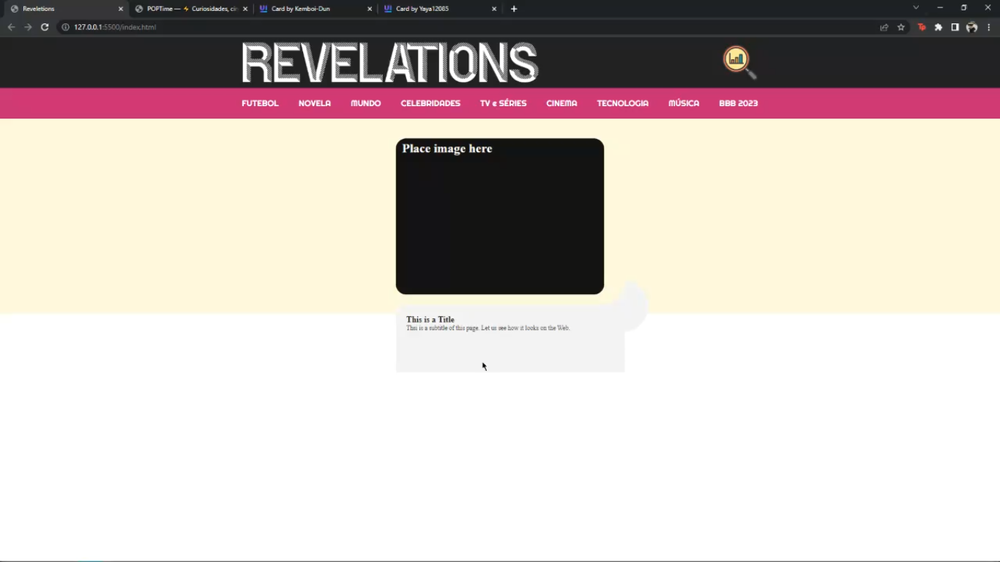 Reveletions
POPTime — ⚡ Curiosidades, cin
Card by Kemboi-Dun
Card by Yaya12085
127.0.0.1:5500/index.html
REVELATIONS
FUTEBOL NOVELA MUNDO CELEBRIDADES TV e SÉRIES CINEMA TECNOLOGIA MÚSICA BBB 2023
Place image here
This is a Title
This is a subtitle of this page. Let us see how it looks on the Web.